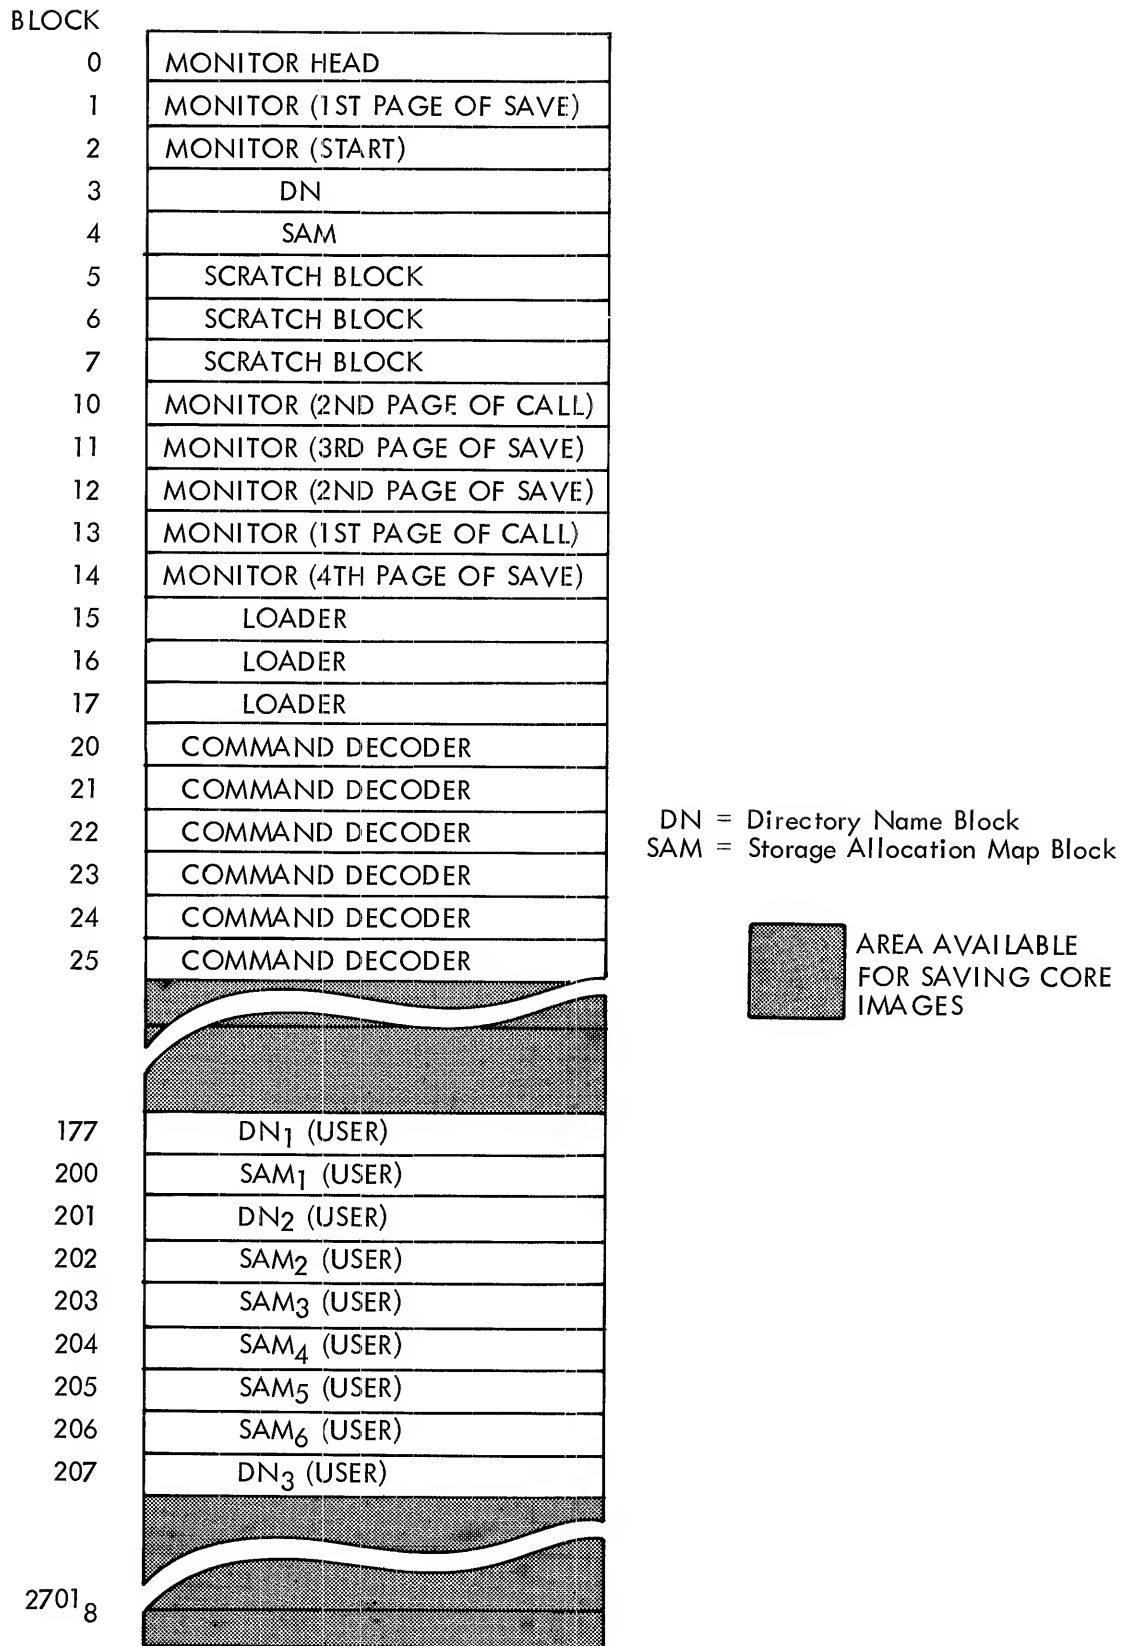 BLOCK
0 MONITOR HEAD
1 MONITOR (1ST PAGE OF SAVE)
2 MONITOR (START)
3 DN
4 SAM
5 SCRATCH BLOCK
6 SCRATCH BLOCK
7 SCRATCH BLOCK
10 MONITOR (2ND PAGE OF CALL)
11 MONITOR (3RD PAGE OF SAVE)
12 MONITOR (2ND PAGE OF SAVE)
13 MONITOR (1ST PAGE OF CALL)
14 MONITOR (4TH PAGE OF SAVE)
15 LOADER
16 LOADER
17 LOADER
20 COMMAND DECODER
21 COMMAND DECODER
22 COMMAND DECODER
23 COMMAND DECODER
24 COMMAND DECODER
25 COMMAND DECODER
DN = Directory Name Block
SAM = Storage Allocation Map Block
AREA AVAILABLE
FOR SAVING CORE
IMAGES
177 DN₁ (USER)
200 SAM₁ (USER)
201 DN₂ (USER)
202 SAM₂ (USER)
203 SAM₃ (USER)
204 SAM₄ (USER)
205 SAM₅ (USER)
206 SAM₆ (USER)
207 DN₃ (USER)
2701₈